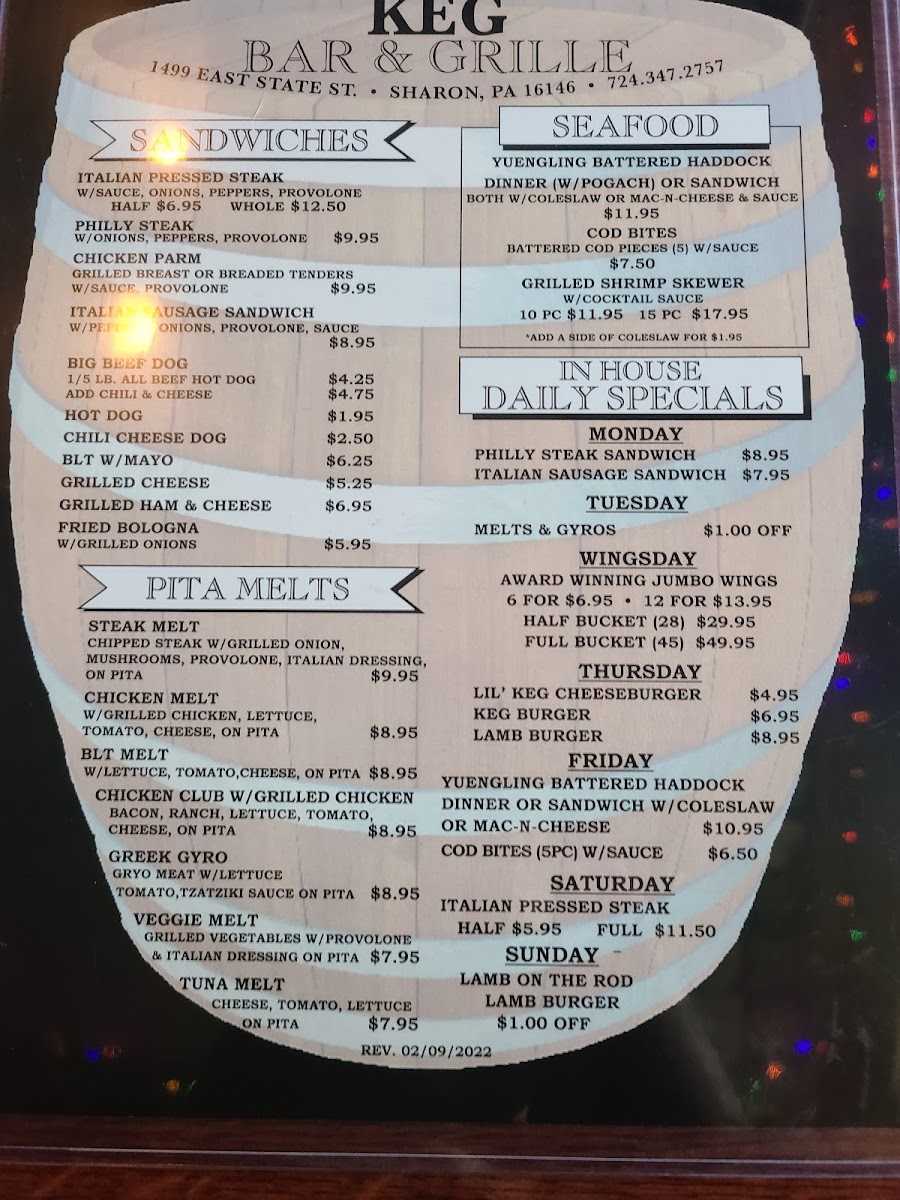 KEG
BAR & GRILLE
1499 EAST STATE ST. • SHARON, PA 16146 • 724.347.2757
SANDWICHES
ITALIAN PRESSED STEAK
W/SAUCE, ONIONS, PEPPERS, PROVOLONE
HALF $6.95 WHOLE $12.50
PHILLY STEAK
W/ONIONS, PEPPERS, PROVOLONE $9.95
CHICKEN PARM
GRILLED BREAST OR BREADED TENDERS
W/SAUCE, PROVOLONE $9.95
ITALIAN SAUSAGE SANDWICH
W/PEPPERS, ONIONS, PROVOLONE, SAUCE
$8.95
BIG BEEF DOG
1/5 LB. ALL BEEF HOT DOG $4.25
ADD CHILI & CHEESE $4.75
HOT DOG $1.95
CHILI CHEESE DOG $2.50
BLT W/MAYO $6.25
GRILLED CHEESE $5.25
GRILLED HAM & CHEESE $6.95
FRIED BOLOGNA
W/GRILLED ONIONS $5.95
PITA MELTS
STEAK MELT
CHIPPED STEAK W/GRILLED ONION,
MUSHROOMS, PROVOLONE, ITALIAN DRESSING,
ON PITA $9.95
CHICKEN MELT
W/GRILLED CHICKEN, LETTUCE,
TOMATO, CHEESE, ON PITA $8.95
BLT MELT
W/LETTUCE, TOMATO,CHEESE, ON PITA $8.95
CHICKEN CLUB W/GRILLED CHICKEN
BACON, RANCH, LETTUCE, TOMATO,
CHEESE, ON PITA $8.95
GREEK GYRO
GRYO MEAT W/LETTUCE
TOMATO,TZATZIKI SAUCE ON PITA $8.95
VEGGIE MELT
GRILLED VEGETABLES W/PROVOLONE
& ITALIAN DRESSING ON PITA $7.95
TUNA MELT
CHEESE, TOMATO, LETTUCE
ON PITA $7.95
SEAFOOD
YUENGLING BATTERED HADDOCK
DINNER (W/POGACH) OR SANDWICH
BOTH W/COLESLAW OR MAC-N-CHEESE & SAUCE
$11.95
COD BITES
BATTERED COD PIECES (5) W/SAUCE
$7.50
GRILLED SHRIMP SKEWER
W/COCKTAIL SAUCE
10 PC $11.95 15 PC $17.95
*ADD A SIDE OF COLESLAW FOR $1.95
IN HOUSE
DAILY SPECIALS
MONDAY
PHILLY STEAK SANDWICH $8.95
ITALIAN SAUSAGE SANDWICH $7.95
TUESDAY
MELTS & GYROS $1.00 OFF
WINGSDAY
AWARD WINNING JUMBO WINGS
6 FOR $6.95 • 12 FOR $13.95
HALF BUCKET (28) $29.95
FULL BUCKET (45) $49.95
THURSDAY
LIL' KEG CHEESEBURGER $4.95
KEG BURGER $6.95
LAMB BURGER $8.95
FRIDAY
YUENGLING BATTERED HADDOCK
DINNER OR SANDWICH W/COLESLAW
OR MAC-N-CHEESE $10.95
COD BITES (5PC) W/SAUCE $6.50
SATURDAY
ITALIAN PRESSED STEAK
HALF $5.95 FULL $11.50
SUNDAY
LAMB ON THE ROD
LAMB BURGER
$1.00 OFF
REV. 02/09/2022